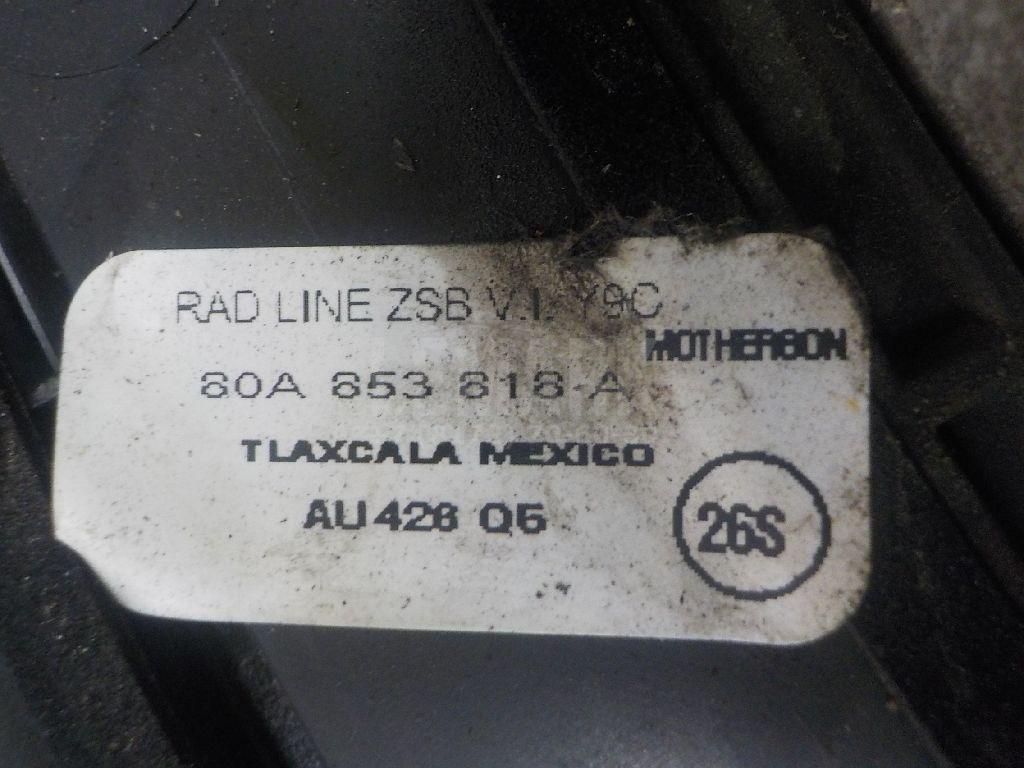 RAD LINE ZSB V.I. Y9C
MOTHERSON
80A 853 818 A
TLAXCALA MEXICO
AU426 Q5
26S